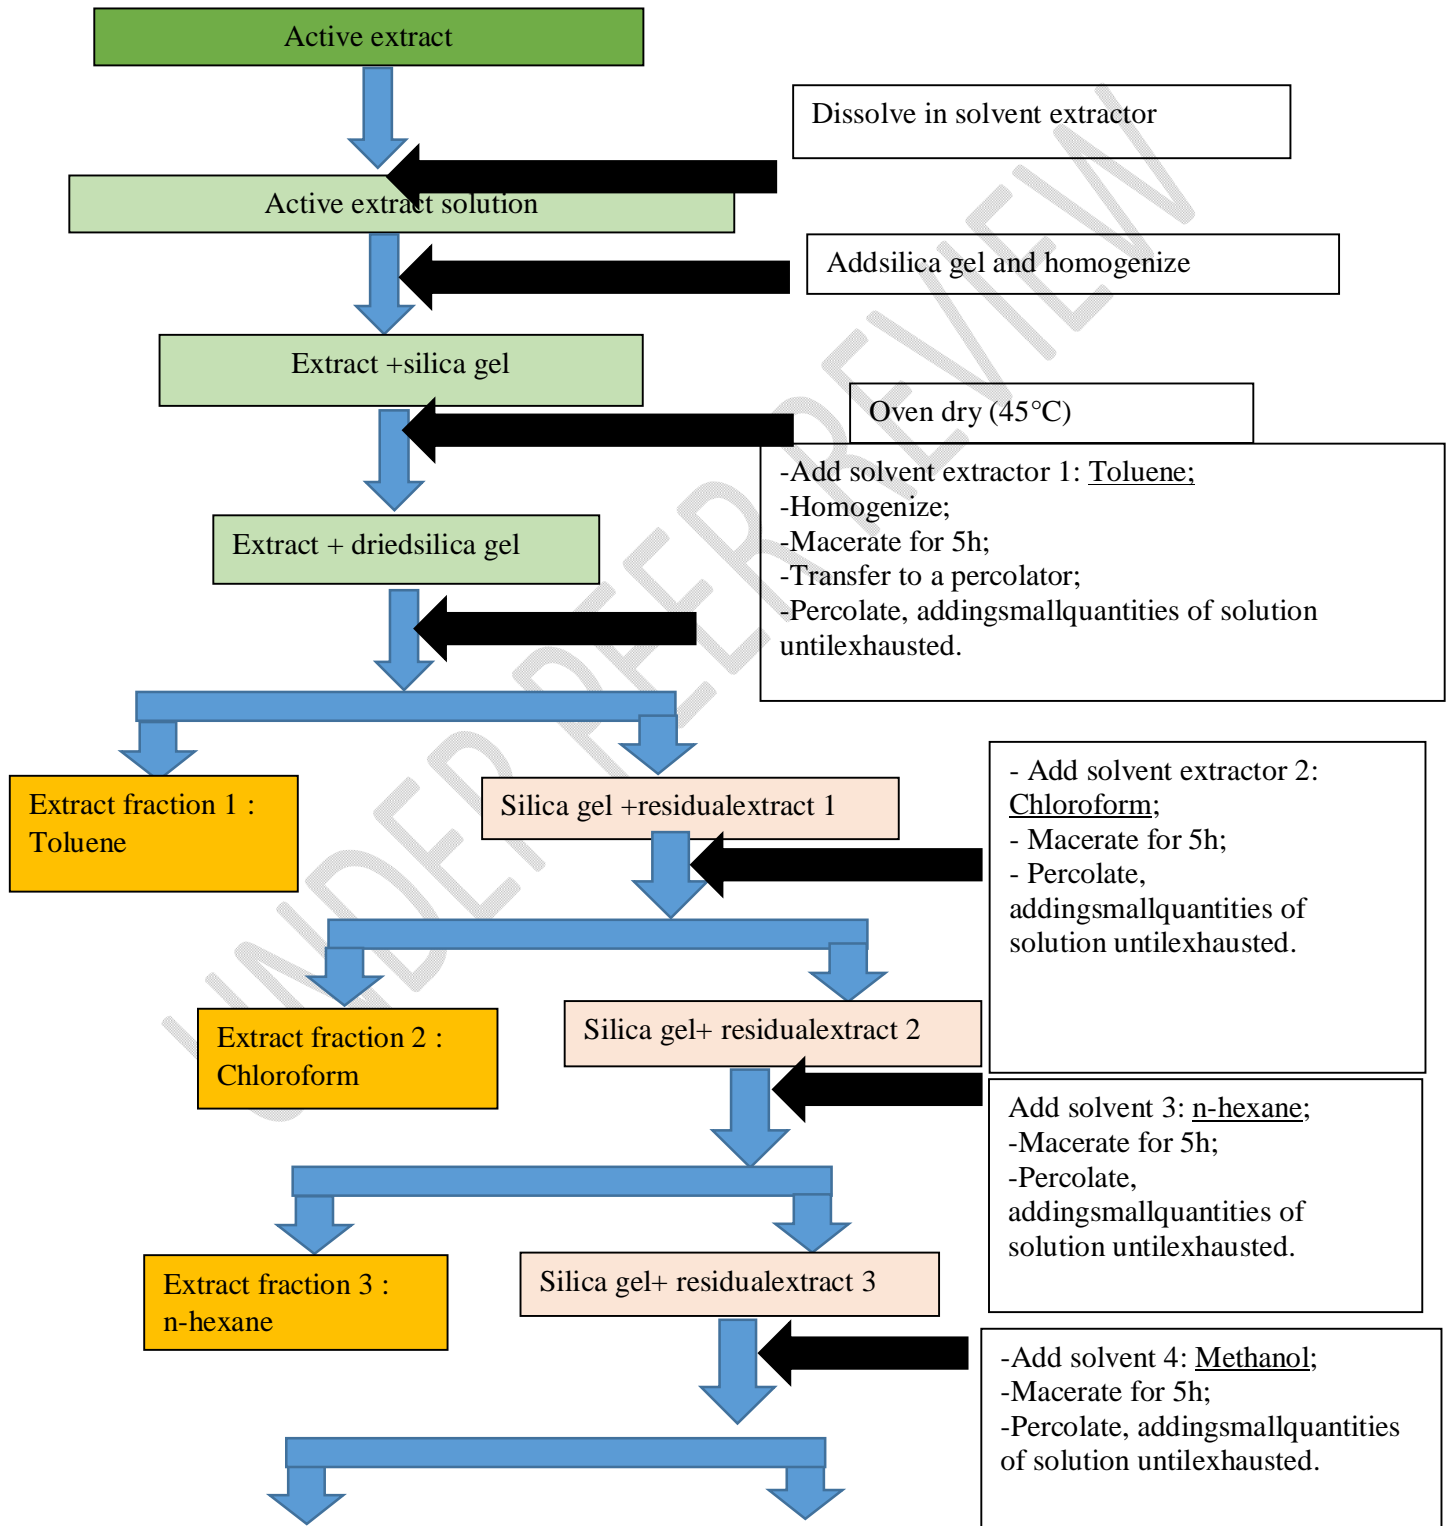 Active extract
Dissolve in solvent extractor
Active extract solution
Addsilica gel and homogenize
Extract +silica gel
Oven dry (45°C)
-Add solvent extractor 1: Toluene;
-Homogenize;
-Macerate for 5h;
-Transfer to a percolator;
-Percolate, addingsmallquantities of solution
untilexhausted.
Extract + driedsilica gel
Extract fraction 1 :
Toluene
Silica gel +residualextract 1
- Add solvent extractor 2:
Chloroform;
- Macerate for 5h;
- Percolate,
addingsmallquantities of
solution untilexhausted.
Extract fraction 2 :
Chloroform
Silica gel+ residualextract 2
Add solvent 3: n-hexane;
-Macerate for 5h;
-Percolate,
addingsmallquantities of
solution untilexhausted.
Extract fraction 3 :
n-hexane
Silica gel+ residualextract 3
-Add solvent 4: Methanol;
-Macerate for 5h;
-Percolate, addingsmallquantities
of solution untilexhausted.
UNDER PEER REVIEW